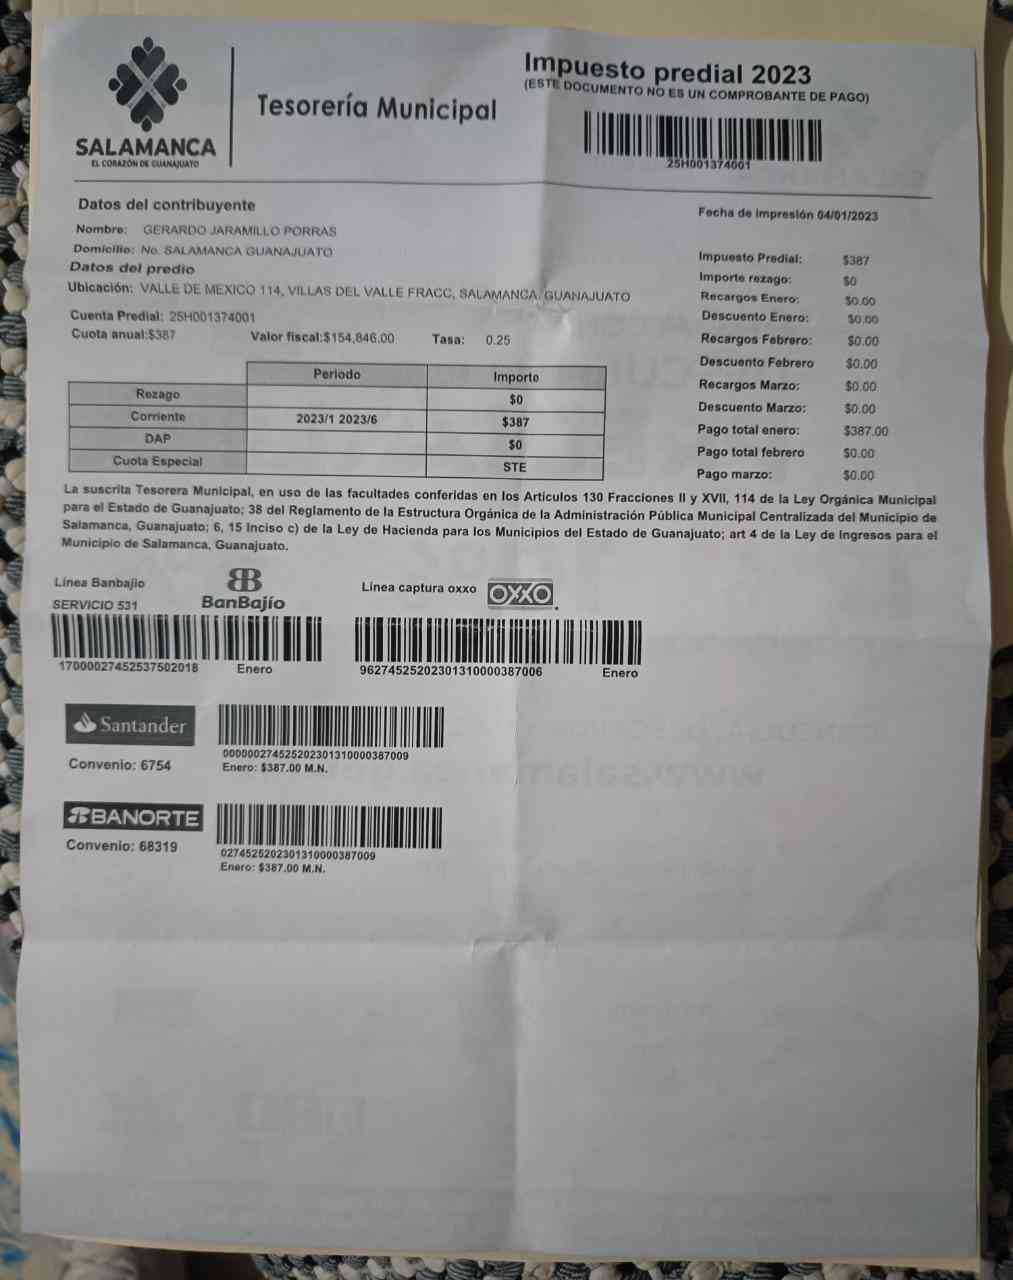 SALAMANCA
EL CORAZÓN DE GUANAJUATO
Tesorería Municipal
Impuesto predial 2023
(ESTE DOCUMENTO NO ES UN COMPROBANTE DE PAGO)
25H001374001
Datos del contribuyente
Nombre: GERARDO JARAMILLO PORRAS
Domicilio: No. SALAMANCA GUANAJUATO
Datos del predio
Ubicación: VALLE DE MEXICO 114, VILLAS DEL VALLE FRACC, SALAMANCA, GUANAJUATO
Cuenta Predial: 25H001374001
Cuota anual:$387 Valor fiscal:$154,846.00 Tasa: 0.25
Fecha de impresión 04/01/2023
Impuesto Predial: $387
Importe rezago: $0
Recargos Enero: $0.00
Descuento Enero: $0.00
Recargos Febrero: $0.00
Descuento Febrero $0.00
Recargos Marzo: $0.00
Descuento Marzo: $0.00
Pago total enero: $387.00
Pago total febrero $0.00
Pago marzo: $0.00
Periodo Importe
Rezago $0
Corriente 2023/1 2023/6 $387
DAP $0
Cuota Especial STE
La suscrita Tesorera Municipal, en uso de las facultades conferidas en los Artículos 130 Fracciones II y XVII, 114 de la Ley Orgánica Municipal
para el Estado de Guanajuato; 38 del Reglamento de la Estructura Orgánica de la Administración Pública Municipal Centralizada del Municipio de
Salamanca, Guanajuato; 6, 15 Inciso c) de la Ley de Hacienda para los Municipios del Estado de Guanajuato; art 4 de la Ley de Ingresos para el
Municipio de Salamanca, Guanajuato.
Línea Banbajio
SERVICIO 531
BanBajío
17000027452537502018 Enero
Línea captura oxxo
OXXO
96274525202301310000387006 Enero
Santander
Convenio: 6754
000000274525202301310000387009
Enero: $387.00 M.N.
BANORTE
Convenio: 68319
0274525202301310000387009
Enero: $387.00 M.N.